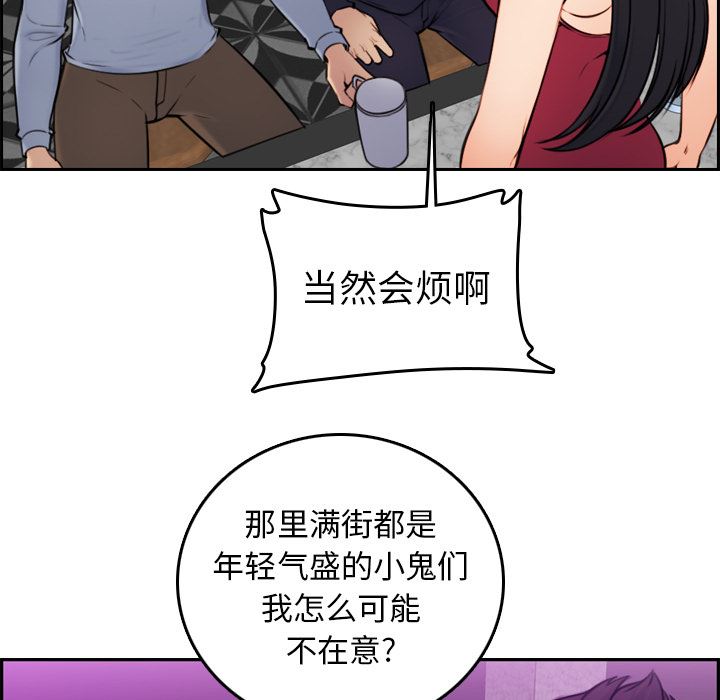 当然会烦啊
那里满街都是
年轻气盛的小鬼们
我怎么可能
不在意?